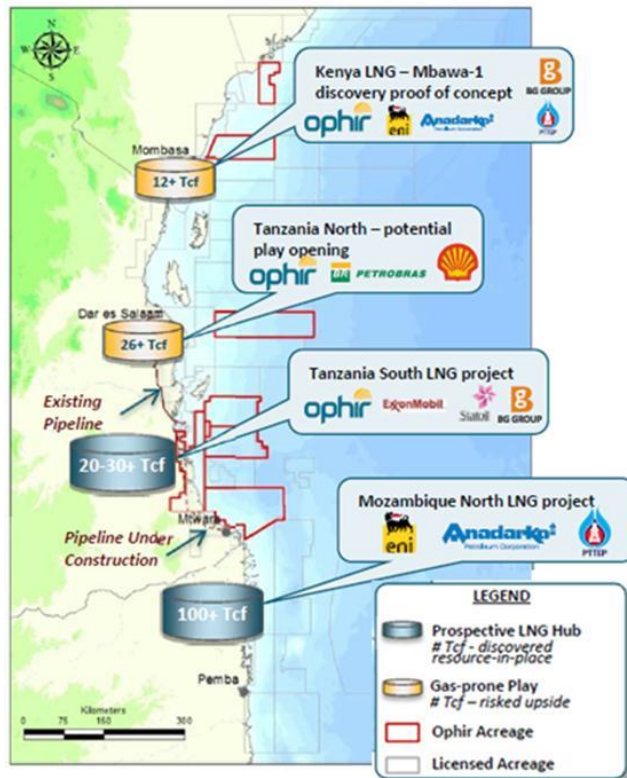 N
W
E
S
Kenya LNG – Mbawa-1
discovery proof of concept
BG GROUP
ophir
eni
Anadarko
Petroleum Corporation
PTTEP
Mombasa
12+ Tcf
Tanzania North – potential
play opening
ophir
BR PETROBRAS
Dar es Salaam
26+ Tcf
Tanzania South LNG project
ophir
ExxonMobil
Statoil
BG GROUP
Existing
Pipeline
20-30+ Tcf
Mozambique North LNG project
eni
Anadarko
Petroleum Corporation
PTTEP
Mtwara
Pipeline Under
Construction
100+ Tcf
Pemba
Kilometers
0 75 150 300
LEGEND
Prospective LNG Hub
# Tcf - discovered
resource-in-place
Gas-prone Play
# Tcf – risked upside
Ophir Acreage
Licensed Acreage